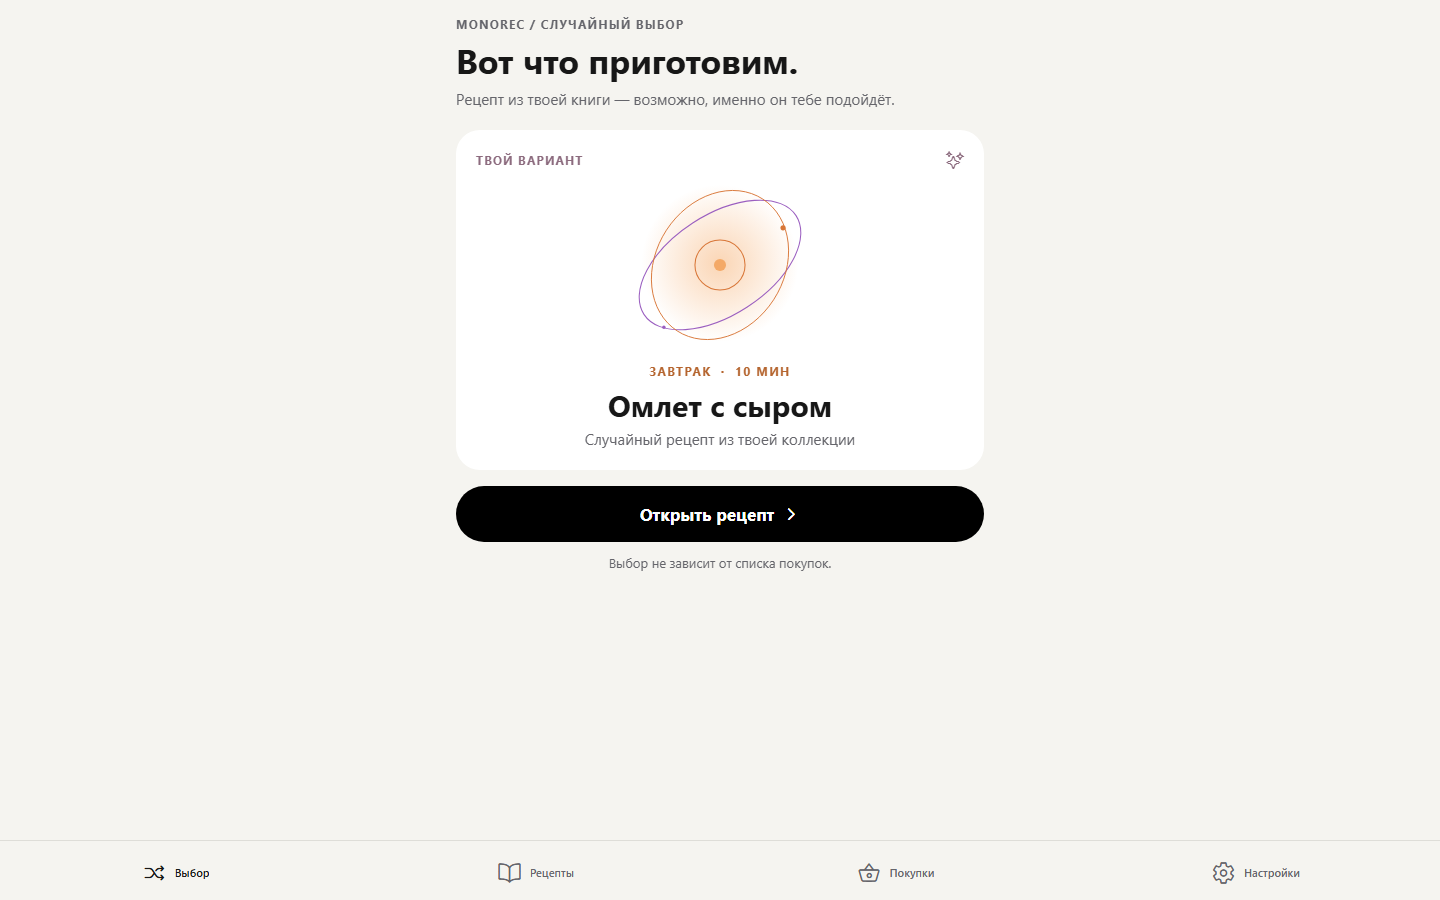 MONOREC / СЛУЧАЙНЫЙ ВЫБОР
Вот что приготовим.
Рецепт из твоей книги — возможно, именно он тебе подойдёт.
ТВОЙ ВАРИАНТ
ЗАВТРАК · 10 МИН
Омлет с сыром
Случайный рецепт из твоей коллекции
Открыть рецепт
Выбор не зависит от списка покупок.
Выбор
Рецепты
Покупки
Настройки